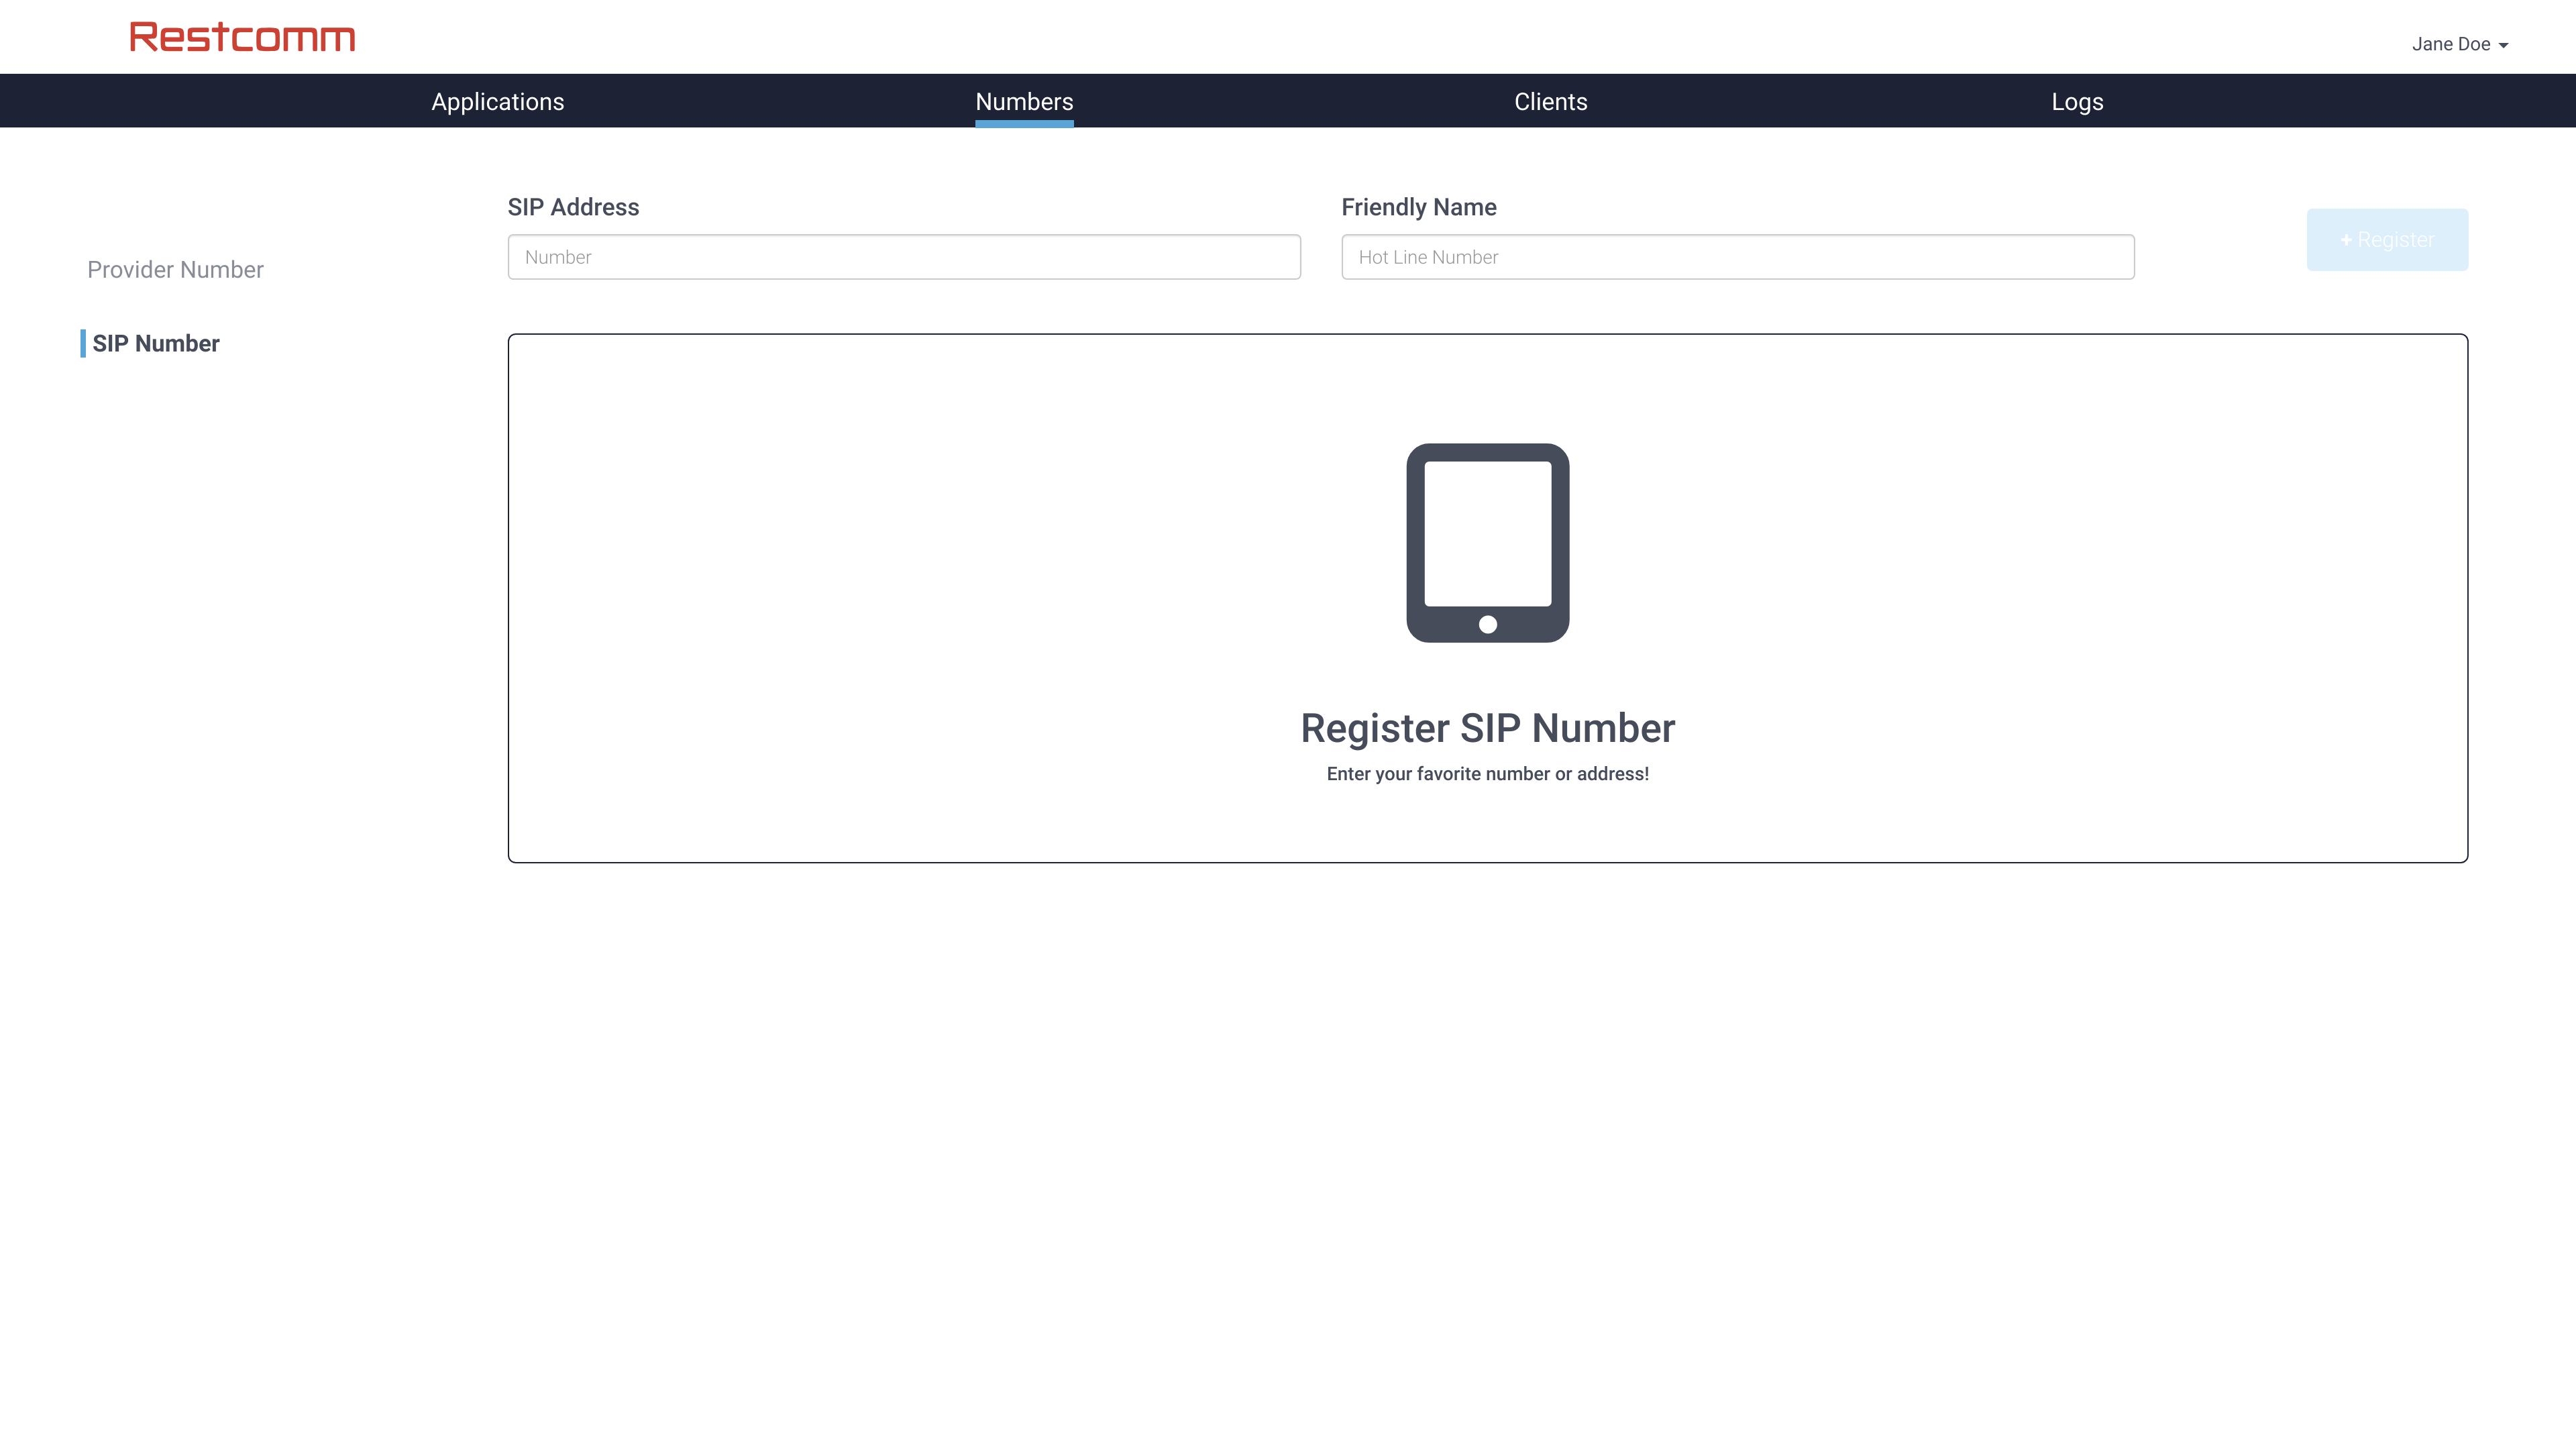 Restcomm
Jane Doe
Applications
Numbers
Clients
Logs
Provider Number
SIP Number
SIP Address
Number
Friendly Name
Hot Line Number
+ Register
Register SIP Number
Enter your favorite number or address!